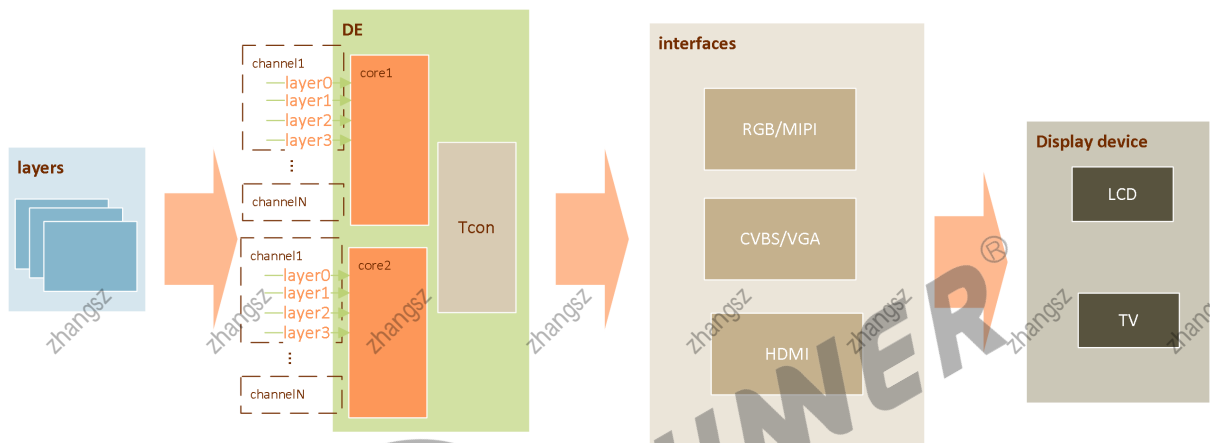 layers
DE
channel1
layer0
layer1
layer2
layer3
core1
channelN
channel1
layer0
layer1
layer2
layer3
core2
channelN
Tcon
interfaces
RGB/MIPI
CVBS/VGA
HDMI
Display device
LCD
TV
zhangsz
zhangsz
zhangsz
zhangsz
zhangsz
zhangsz
zhangsz
®